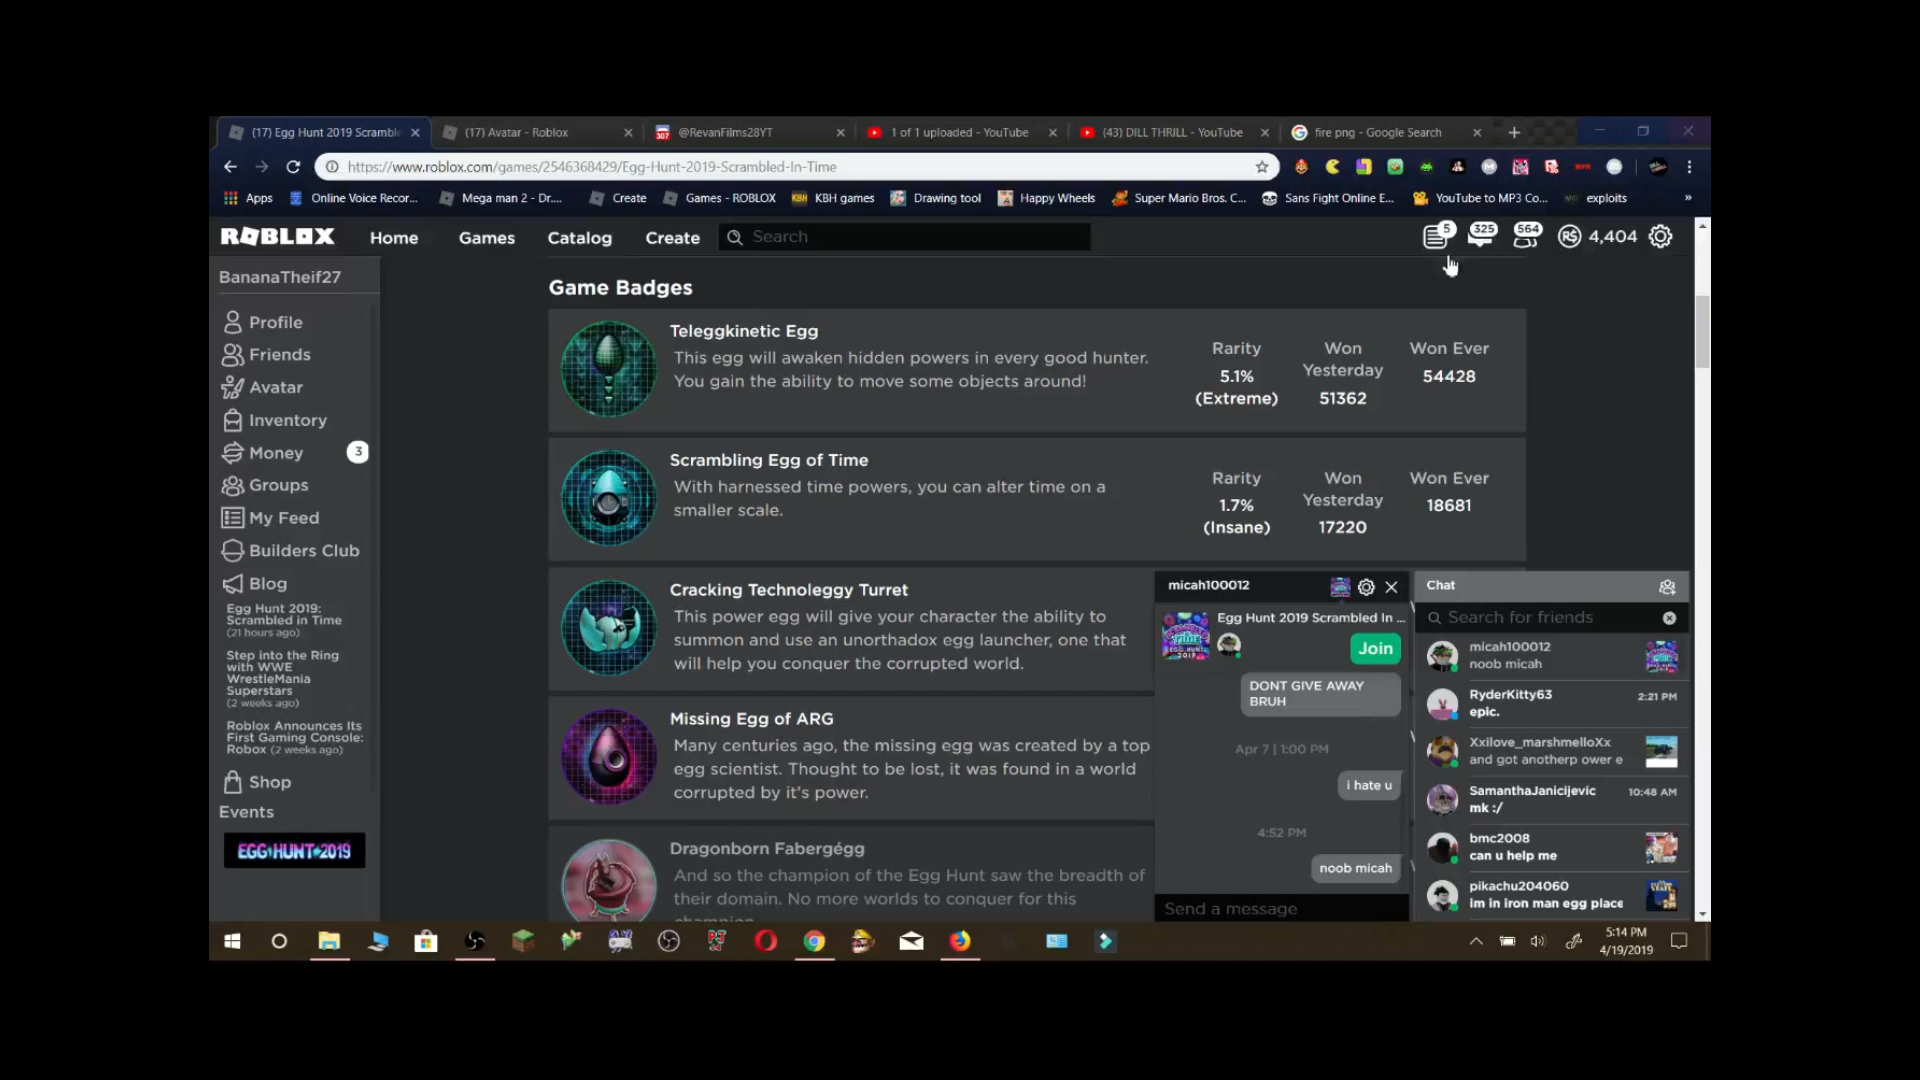 (17) Egg Hunt 2019 Scramble
(17) Avatar - Roblox
307
@RevanFilms28YT
1 of 1 uploaded - YouTube
(43) DILL THRILL - YouTube
fire png - Google Search
https://www.roblox.com/games/2546368429/Egg-Hunt-2019-Scrambled-In-Time
Apps
Online Voice Recor...
Mega man 2 - Dr....
Create
Games - ROBLOX
KBH
KBH games
Drawing tool
Happy Wheels
Super Mario Bros. C...
Sans Fight Online E...
YouTube to MP3 Co...
exploits
»
ROBLOX
Home
Games
Catalog
Create
Search
5
325
564
R$
4,404
BananaTheif27
Profile
Friends
Avatar
Inventory
Money
3
Groups
My Feed
Builders Club
Blog
Egg Hunt 2019:
Scrambled in Time
(21 hours ago)
Step into the Ring
with WWE
WrestleMania
Superstars
(2 weeks ago)
Roblox Announces Its
First Gaming Console:
Robox (2 weeks ago)
Shop
Events
EGG HUNT 2019
Game Badges
Teleggkinetic Egg
This egg will awaken hidden powers in every good hunter.
You gain the ability to move some objects around!
Rarity
5.1%
(Extreme)
Won
Yesterday
51362
Won Ever
54428
Scrambling Egg of Time
With harnessed time powers, you can alter time on a
smaller scale.
Rarity
1.7%
(Insane)
Won
Yesterday
17220
Won Ever
18681
Cracking Technoleggy Turret
This power egg will give your character the ability to
summon and use an unorthadox egg launcher, one that
will help you conquer the corrupted world.
Missing Egg of ARG
Many centuries ago, the missing egg was created by a top
egg scientist. Thought to be lost, it was found in a world
corrupted by it's power.
Dragonborn Fabergégg
And so the champion of the Egg Hunt saw the breadth of
their domain. No more worlds to conquer for this
champion.
micah100012
Egg Hunt 2019 Scrambled In ...
Join
DONT GIVE AWAY
BRUH
Apr 7 | 1:00 PM
i hate u
4:52 PM
noob micah
Send a message
Chat
Search for friends
micah100012
noob micah
RyderKitty63
2:21 PM
epic.
Xxilove_marshmelloXx
and got anotherp ower e
SamanthaJanicijevic
10:48 AM
mk :/
bmc2008
can u help me
pikachu204060
im in iron man egg place
5:14 PM
4/19/2019